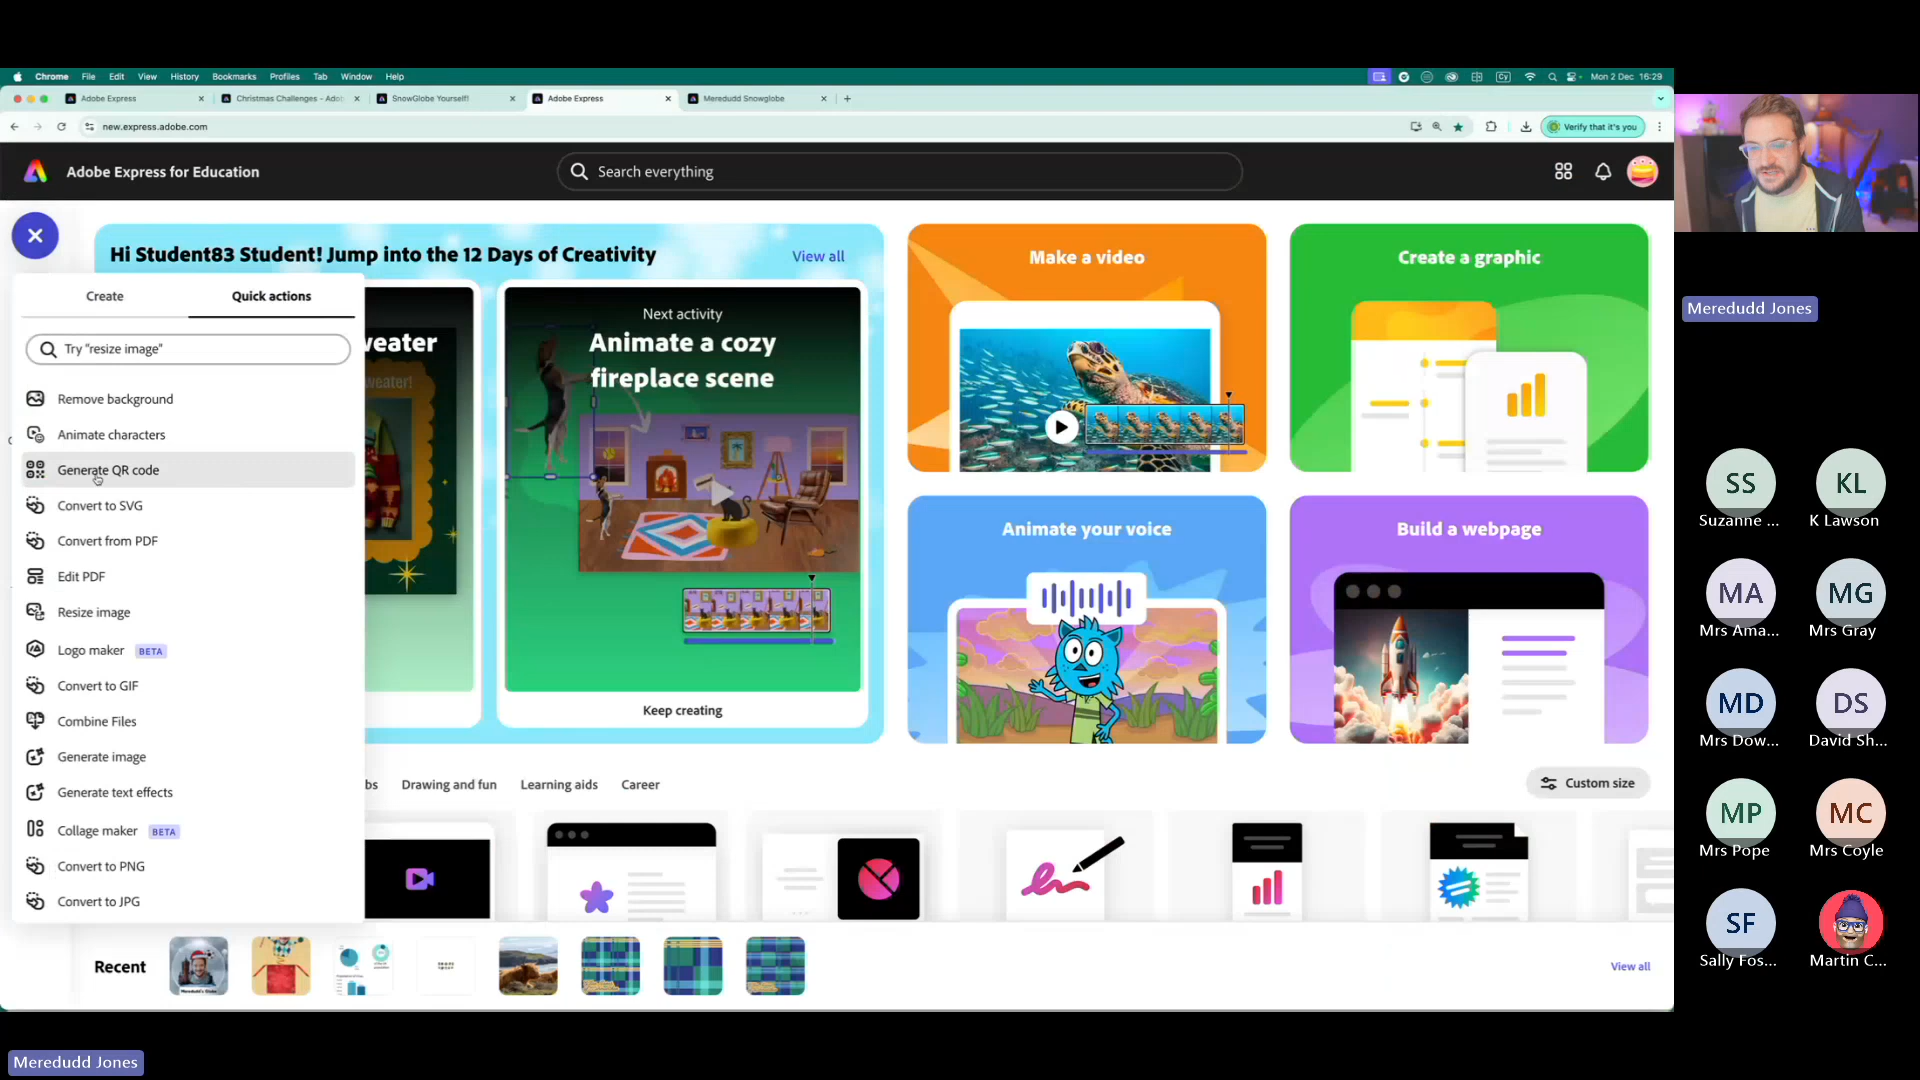 Chrome File Edit View History Bookmarks Profiles Tab Window Help
Cy Mon 2 Dec 16:29
Adobe Express
Christmas Challenges - Adob
SnowGlobe Yourself!
Adobe Express
Meredudd Snowglobe
new.express.adobe.com
Verify that it's you
Adobe Express for Education
Search everything
Hi Student83 Student! Jump into the 12 Days of Creativity
View all
Create
Quick actions
Try "resize image"
Remove background
Animate characters
Generate QR code
Convert to SVG
Convert from PDF
Edit PDF
Resize image
Logo maker BETA
Convert to GIF
Combine Files
Generate image
Generate text effects
Collage maker BETA
Convert to PNG
Convert to JPG
weater
weater!
Next activity
Animate a cozy
fireplace scene
Keep creating
Make a video
Create a graphic
Animate your voice
Build a webpage
bs
Drawing and fun
Learning aids
Career
Custom size
Recent
View all
Meredudd Jones
SS
Suzanne ...
KL
K Lawson
MA
Mrs Ama...
MG
Mrs Gray
MD
Mrs Dow...
DS
David Sh...
MP
Mrs Pope
MC
Mrs Coyle
SF
Sally Fos...
Martin C...
Meredudd Jones